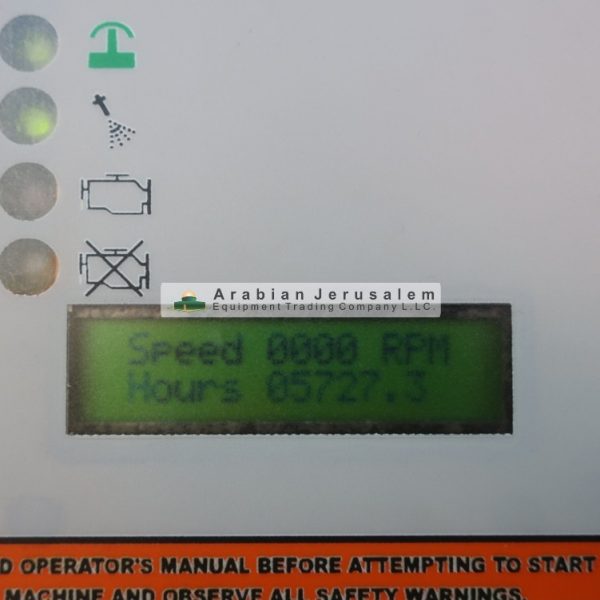 Arabian Jerusalem
Equipment Trading Company L.L.C.
Speed 0000 RPM
Hours 05727.3
D OPERATOR'S MANUAL BEFORE ATTEMPTING TO START
MACHINE AND OBSERVE ALL SAFETY WARNINGS.